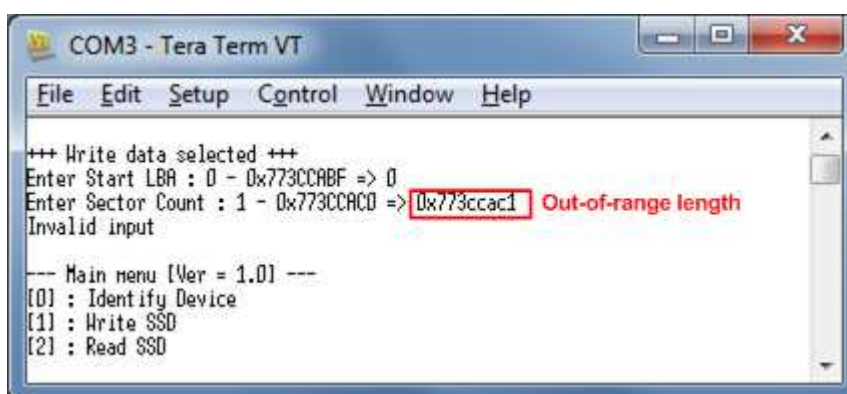 COM3 - Tera Term VT
File Edit Setup Control Window Help
+++ Write data selected +++
Enter Start LBA : 0 - 0x773CCABF => 0
Enter Sector Count : 1 - 0x773CCAC0 => 0x773ccac1 Out-of-range length
Invalid input
--- Main menu [Ver = 1.0] ---
[0] : Identify Device
[1] : Write SSD
[2] : Read SSD